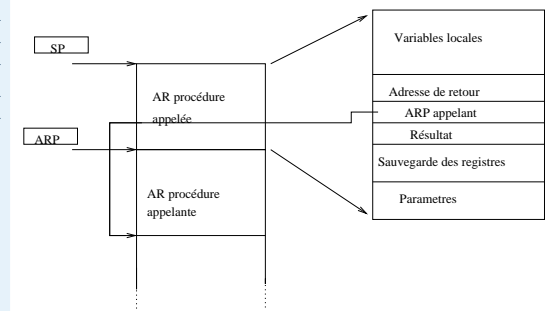 SP
AR procédure
appelée
ARP
AR procédure
appelante
Variables locales
Adresse de retour
ARP appelant
Résultat
Sauvegarde des registres
Parametres